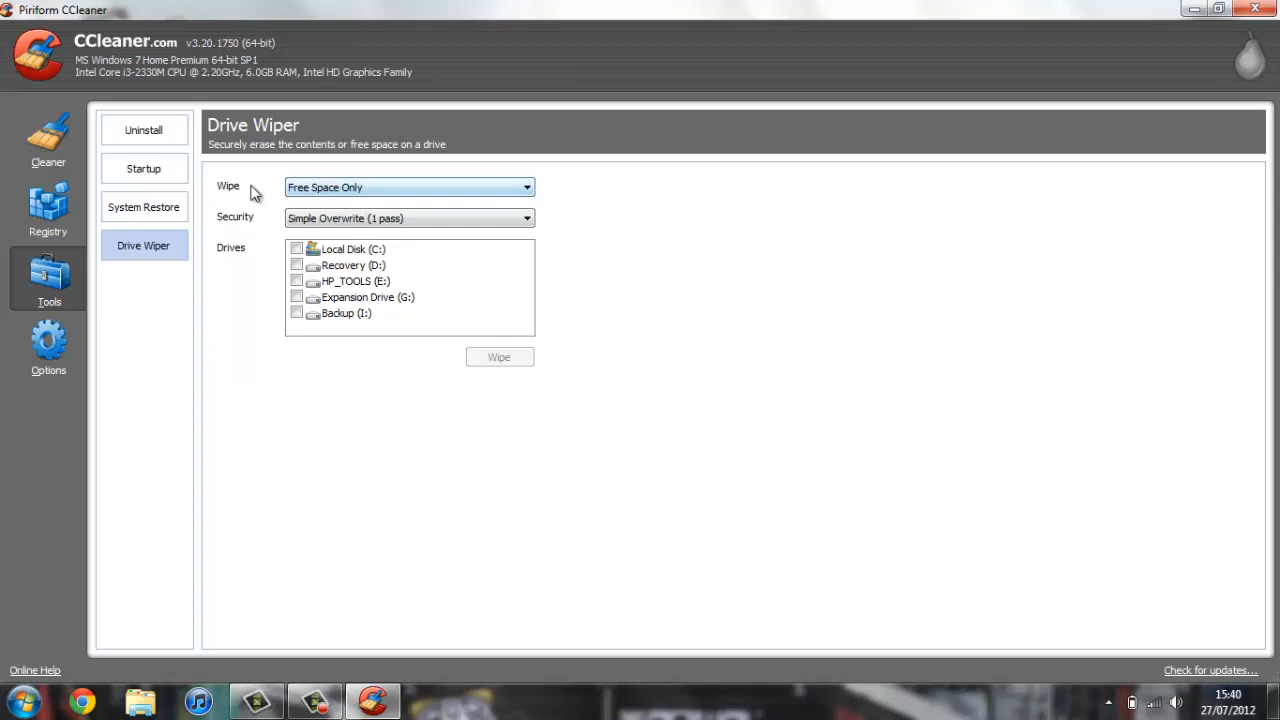 Piriform CCleaner
CCleaner.com v3.20.1750 (64-bit)
MS Windows 7 Home Premium 64-bit SP1
Intel Core i3-2330M CPU @ 2.20GHz, 6.0GB RAM, Intel HD Graphics Family
Cleaner
Registry
Tools
Options
Uninstall
Startup
System Restore
Drive Wiper
Drive Wiper
Securely erase the contents or free space on a drive
Wipe Free Space Only
Security Simple Overwrite (1 pass)
Drives
Local Disk (C:)
Recovery (D:)
HP_TOOLS (E:)
Expansion Drive (G:)
Backup (I:)
Wipe
Online Help
Check for updates...
15:40
27/07/2012